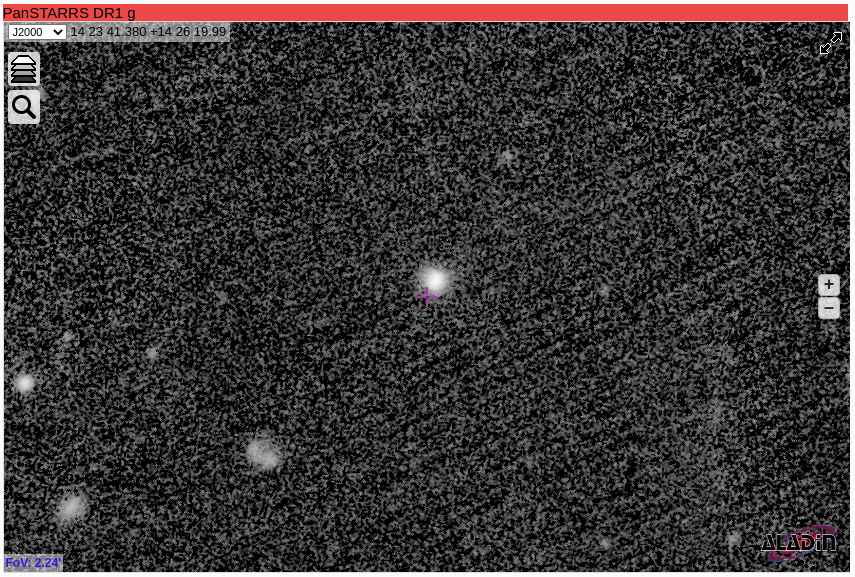 PanSTARRS DR1 g
J2000 14 23 41.380 +14 26 19.99
+
−
ALADin
FoV: 2.24'